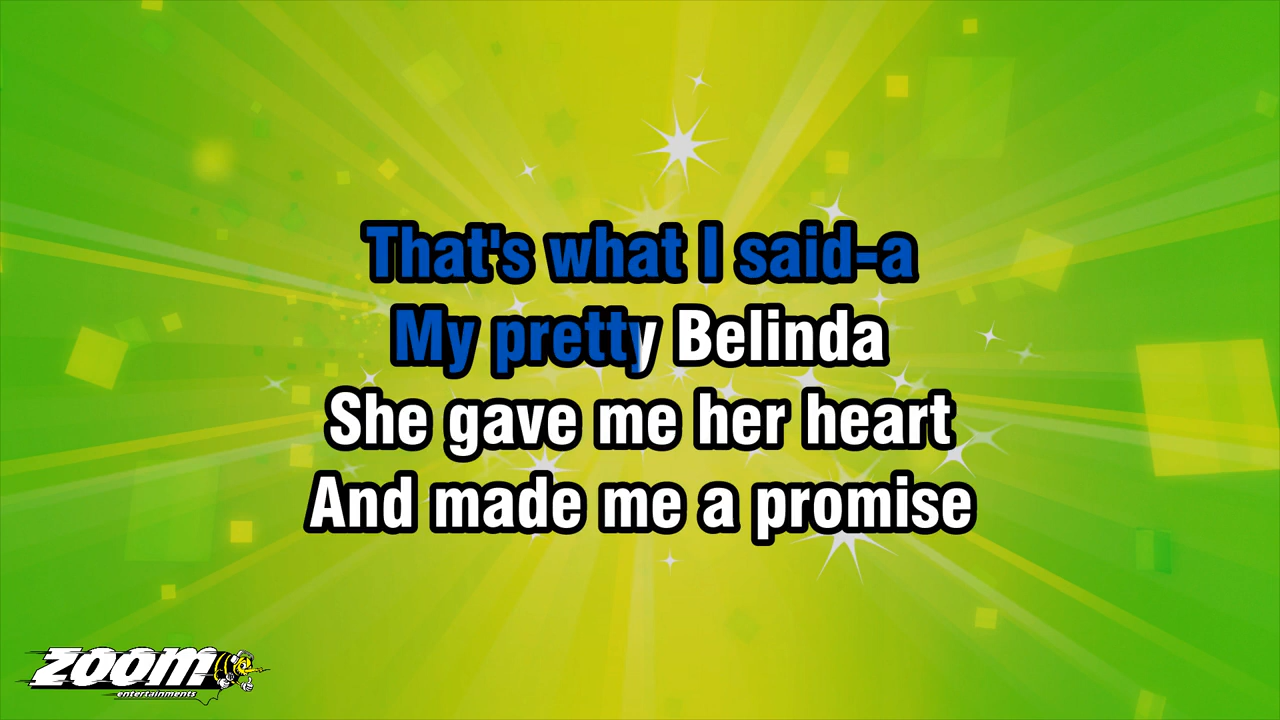 That's what I said-a
My pretty Belinda
She gave me her heart
And made me a promise
zoom
entertainments